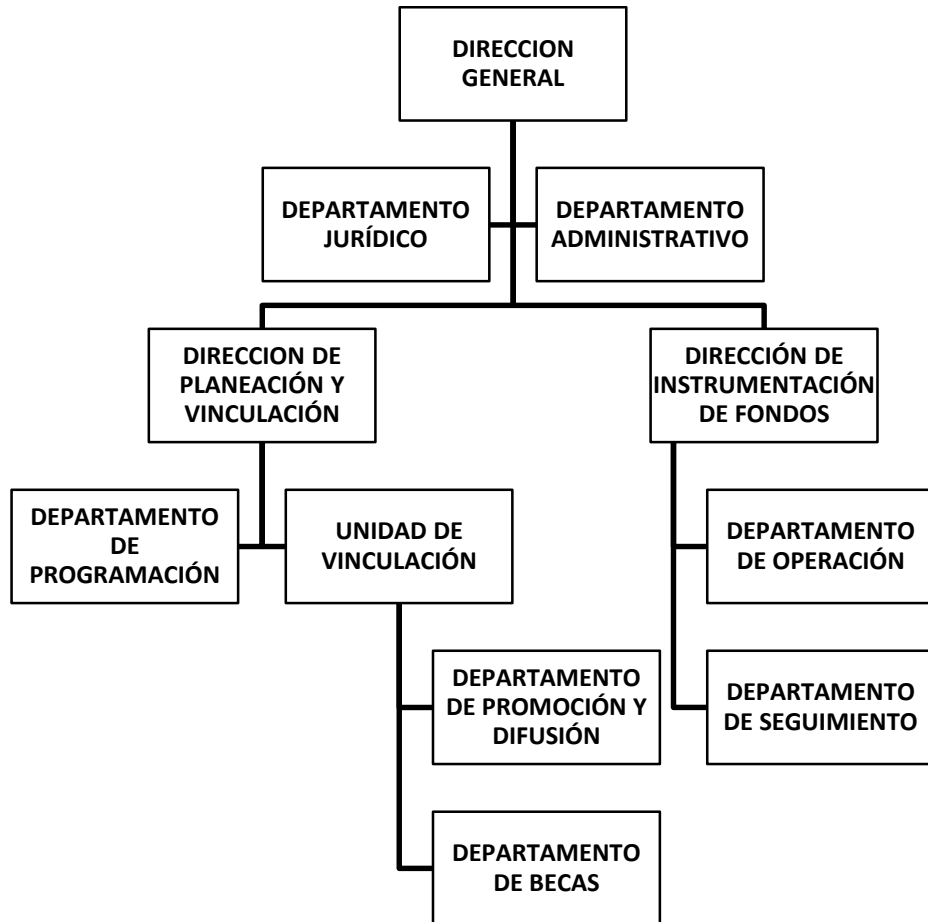 DIRECCION
GENERAL
DEPARTAMENTO
JURÍDICO
DEPARTAMENTO
ADMINISTRATIVO
DIRECCION DE
PLANEACIÓN Y
VINCULACIÓN
DIRECCIÓN DE
INSTRUMENTACIÓN
DE FONDOS
DEPARTAMENTO
DE
PROGRAMACIÓN
UNIDAD DE
VINCULACIÓN
DEPARTAMENTO
DE OPERACIÓN
DEPARTAMENTO
DE PROMOCIÓN Y
DIFUSIÓN
DEPARTAMENTO
DE SEGUIMIENTO
DEPARTAMENTO
DE BECAS